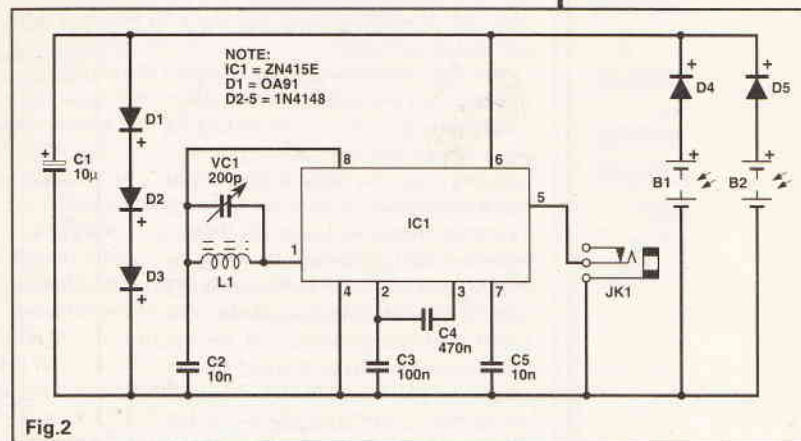 NOTE:
IC1 = ZN415E
D1 = OA91
D2-5 = 1N4148
D1
+
D2
+
D3
+
C1
10μ
+
VC1
200p
L1
8
6
1
5
IC1
4
2
3
7
C2
10n
C3
100n
C4
470n
C5
10n
JK1
+
D4
+
D5
+
B1
+
B2
Fig.2